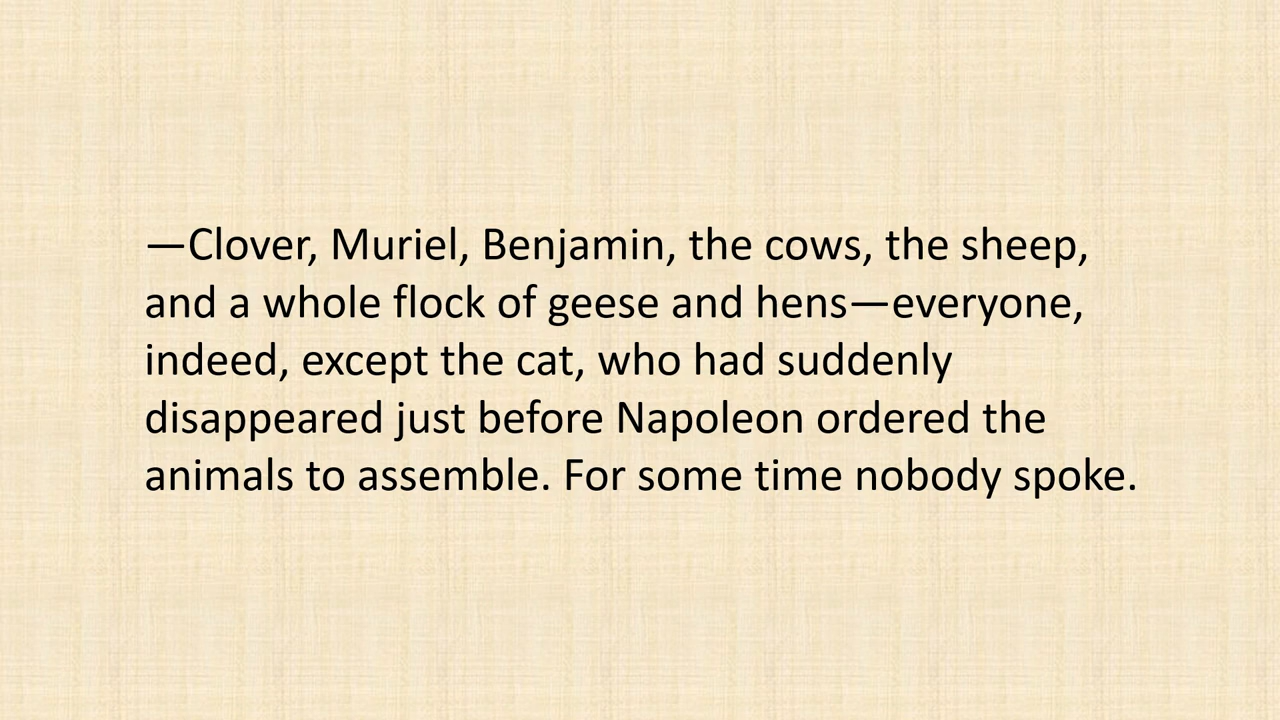 —Clover, Muriel, Benjamin, the cows, the sheep,
and a whole flock of geese and hens—everyone,
indeed, except the cat, who had suddenly
disappeared just before Napoleon ordered the
animals to assemble. For some time nobody spoke.